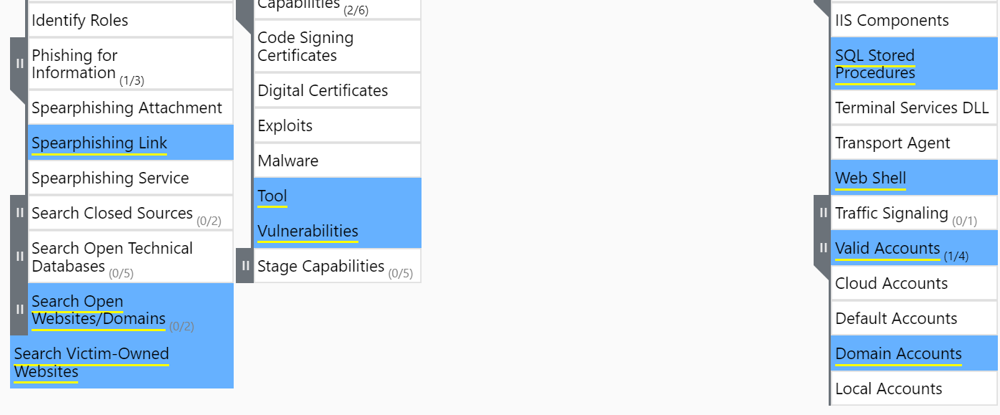 Identify Roles
Phishing for
Information (1/3)
Spearphishing Attachment
Spearphishing Link
Spearphishing Service
Search Closed Sources (0/2)
Search Open Technical
Databases (0/5)
Search Open
Websites/Domains (0/2)
Search Victim-Owned
Websites
Capabilities (2/6)
Code Signing
Certificates
Digital Certificates
Exploits
Malware
Tool
Vulnerabilities
Stage Capabilities (0/5)
IIS Components
SQL Stored
Procedures
Terminal Services DLL
Transport Agent
Web Shell
Traffic Signaling (0/1)
Valid Accounts (1/4)
Cloud Accounts
Default Accounts
Domain Accounts
Local Accounts